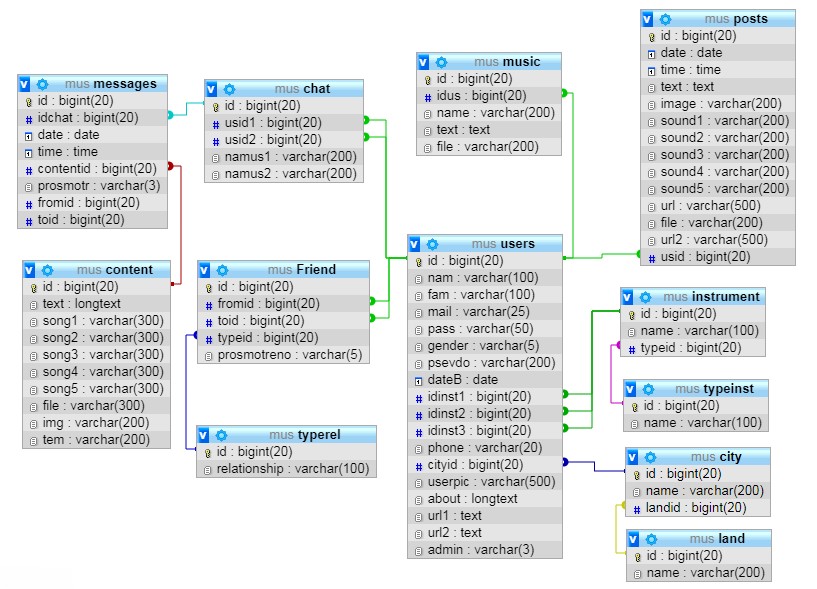 mus messages
id : bigint(20)
idchat : bigint(20)
date : date
time : time
contentid : bigint(20)
prosmotr : varchar(3)
fromid : bigint(20)
toid : bigint(20)
mus chat
id : bigint(20)
usid1 : bigint(20)
usid2 : bigint(20)
namus1 : varchar(200)
namus2 : varchar(200)
mus music
id : bigint(20)
idus : bigint(20)
name : varchar(200)
text : text
file : varchar(200)
mus posts
id : bigint(20)
date : date
time : time
text : text
image : varchar(200)
sound1 : varchar(200)
sound2 : varchar(200)
sound3 : varchar(200)
sound4 : varchar(200)
sound5 : varchar(200)
url : varchar(500)
file : varchar(200)
url2 : varchar(500)
usid : bigint(20)
mus content
id : bigint(20)
text : longtext
song1 : varchar(300)
song2 : varchar(300)
song3 : varchar(300)
song4 : varchar(300)
song5 : varchar(300)
file : varchar(300)
img : varchar(200)
tem : varchar(200)
mus Friend
id : bigint(20)
fromid : bigint(20)
toid : bigint(20)
typeid : bigint(20)
prosmotreno : varchar(5)
mus typerel
id : bigint(20)
relationship : varchar(100)
mus users
id : bigint(20)
nam : varchar(100)
fam : varchar(100)
mail : varchar(25)
pass : varchar(50)
gender : varchar(5)
psevdo : varchar(200)
dateB : date
idinst1 : bigint(20)
idinst2 : bigint(20)
idinst3 : bigint(20)
phone : varchar(20)
cityid : bigint(20)
userpic : varchar(500)
about : longtext
url1 : text
url2 : text
admin : varchar(3)
mus instrument
id : bigint(20)
name : varchar(100)
typeid : bigint(20)
mus typeinst
id : bigint(20)
name : varchar(100)
mus city
id : bigint(20)
name : varchar(200)
landid : bigint(20)
mus land
id : bigint(20)
name : varchar(200)